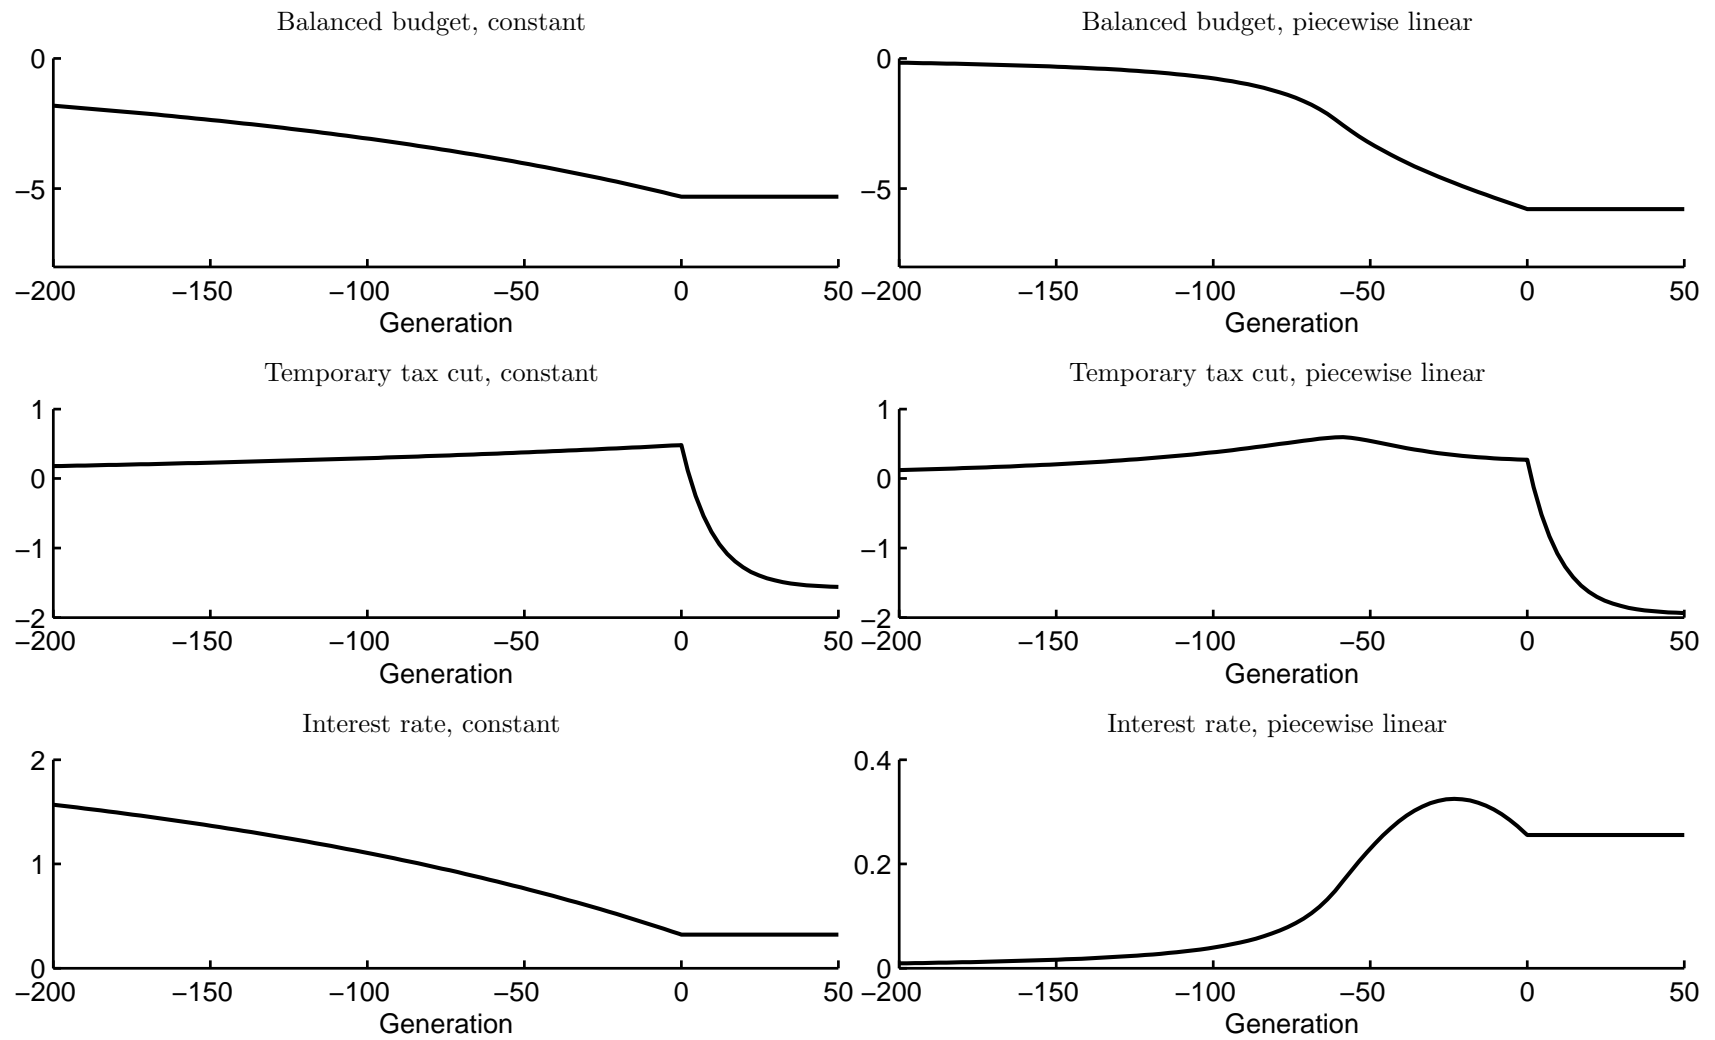 Balanced budget, constant
0
−5
−200 −150 −100 −50 0 50
Generation
Balanced budget, piecewise linear
0
−5
−200 −150 −100 −50 0 50
Generation
Temporary tax cut, constant
1
0
−1
−2
−200 −150 −100 −50 0 50
Generation
Temporary tax cut, piecewise linear
1
0
−1
−2
−200 −150 −100 −50 0 50
Generation
Interest rate, constant
2
1
0
−200 −150 −100 −50 0 50
Generation
Interest rate, piecewise linear
0.4
0.2
0
−200 −150 −100 −50 0 50
Generation